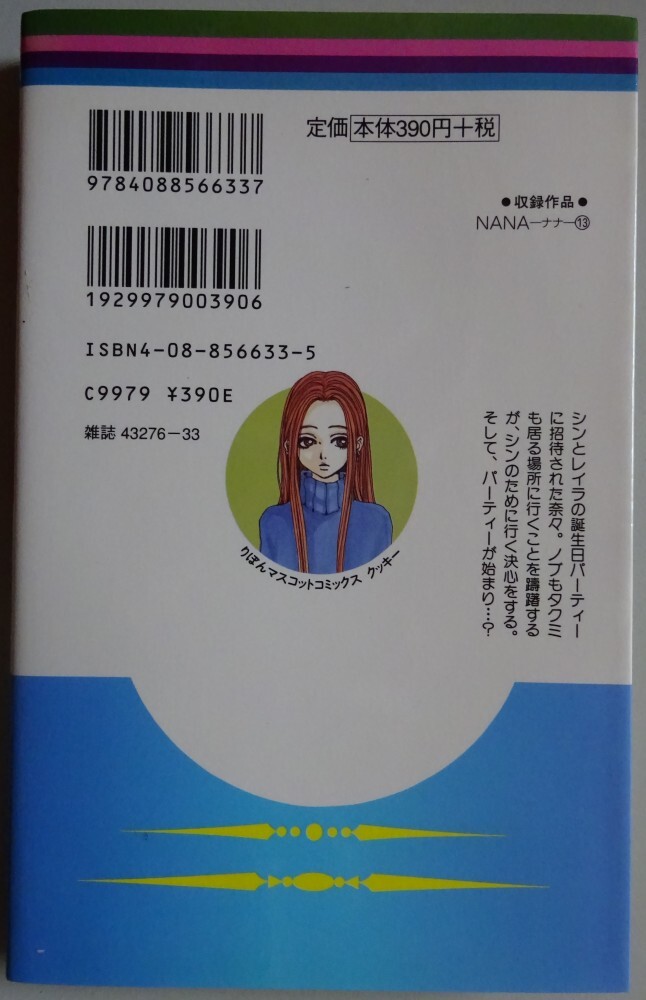 定価 本体390円+税
9784088566337
●収録作品●
NANA―ナナ―⑬
1929979003906
ISBN4-08-856633-5
C9979 ¥390E
雑誌 43276-33
りぼんマスコットコミックス クッキー
シンとレイラの誕生日パーティー
に招待された奈々。ノブもタクミ
も居る場所に行くことを躊躇する
が、シンのために行く決心をする。
そして、パーティーが始まり…?